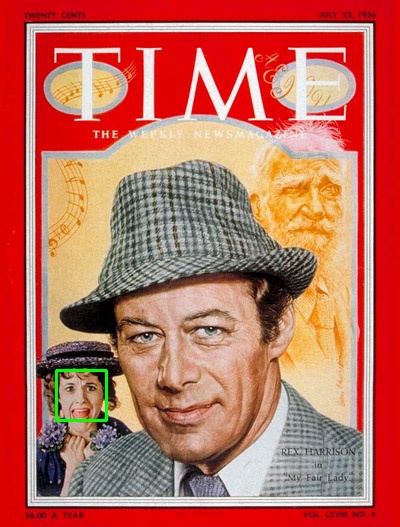 TWENTY CENTS
JULY 23, 1956
TIME
THE WEEKLY NEWSMAGAZINE
REX HARRISON
in
"My Fair Lady"
$6.00 A YEAR
VOL. LXVIII NO. 4